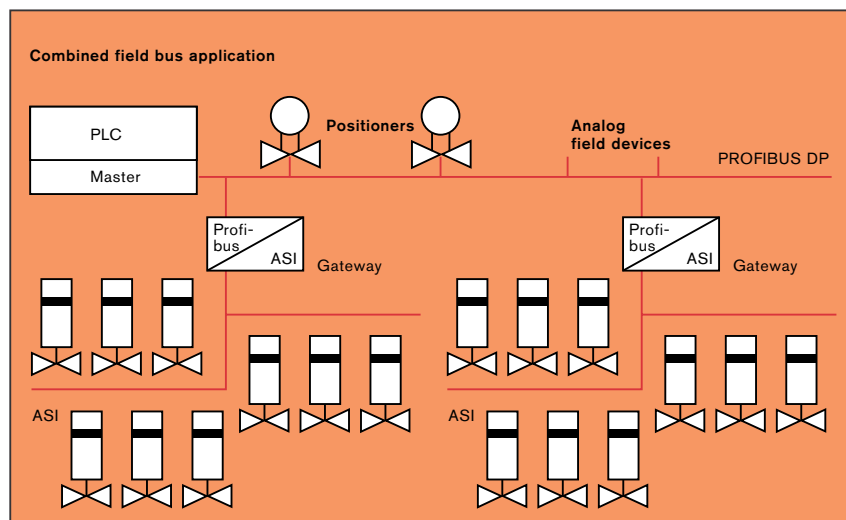 Combined field bus application
PLC
Master
Positioners
Analog
field devices
PROFIBUS DP
Profi-
bus
ASI
Gateway
Profi-
bus
ASI
Gateway
ASI
ASI